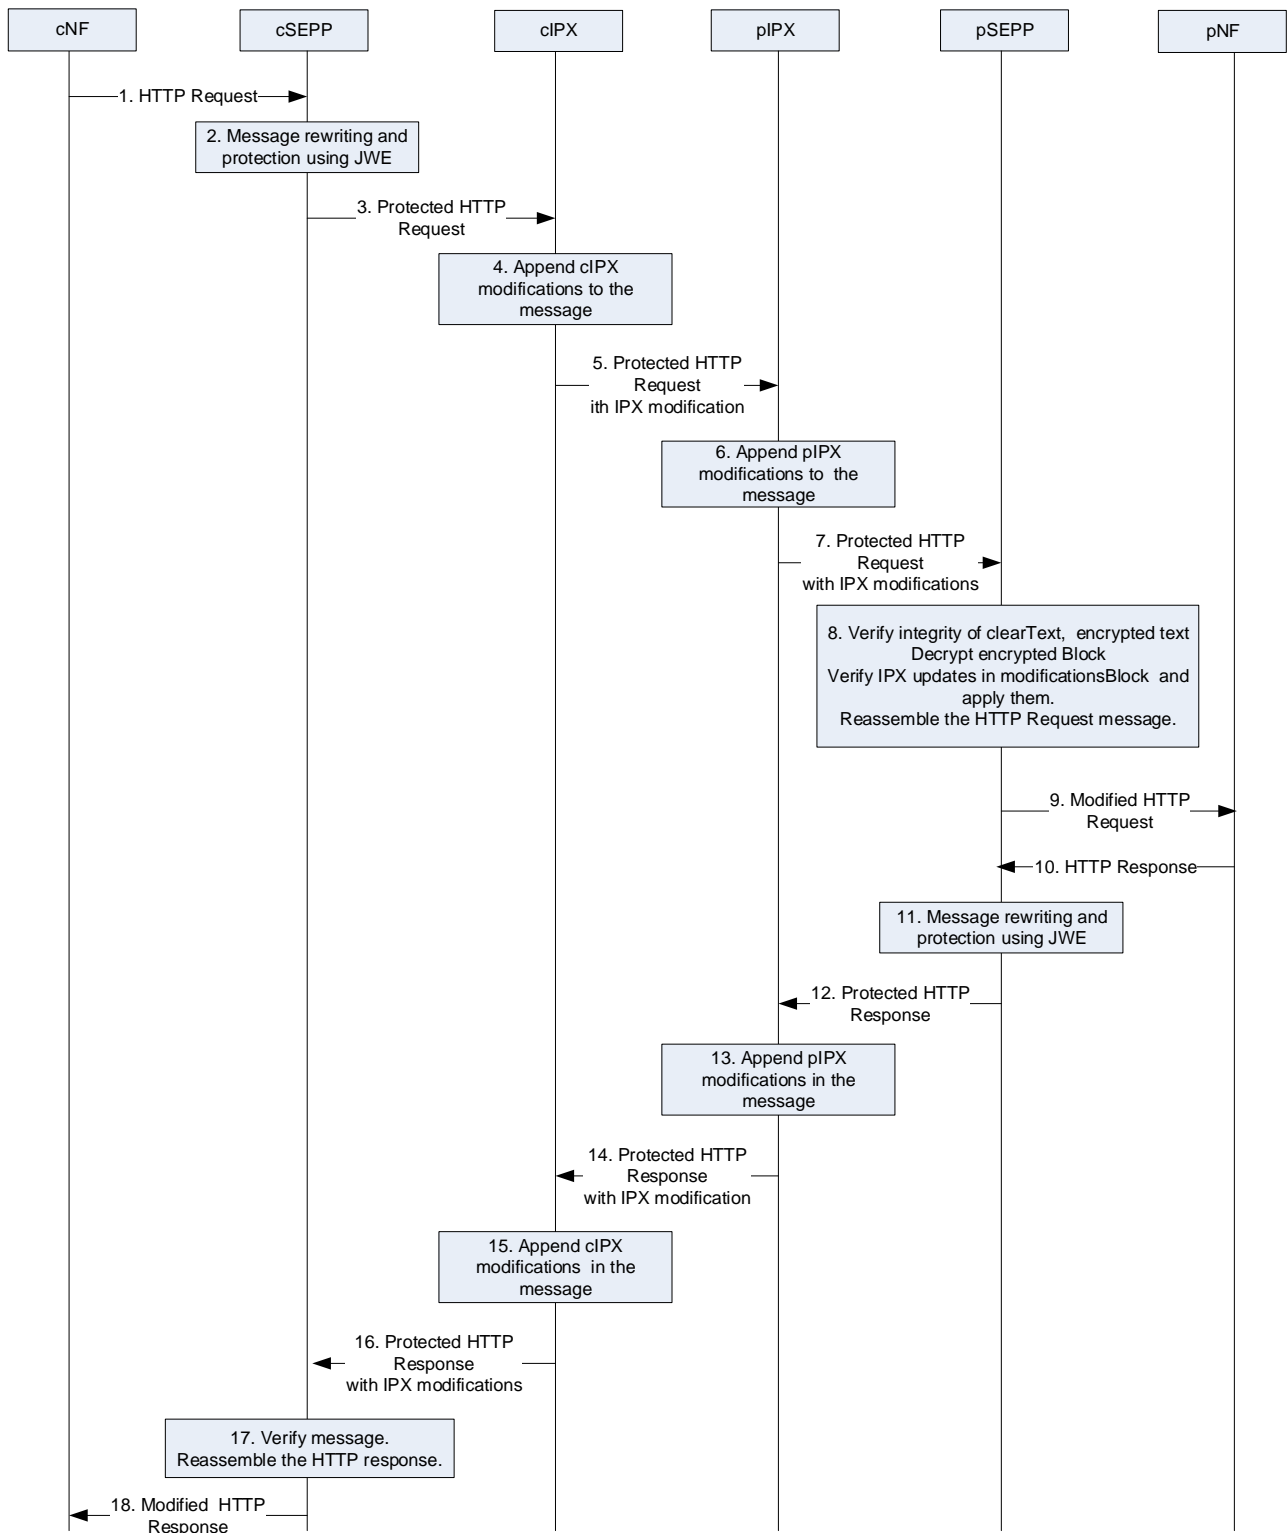 cNF
cSEPP
cIPX
pIPX
pSEPP
pNF
1. HTTP Request
2. Message rewriting and
protection using JWE
3. Protected HTTP
Request
4. Append cIPX
modifications to the
message
5. Protected HTTP
Request
ith IPX modification
6. Append pIPX
modifications to the
message
7. Protected HTTP
Request
with IPX modifications
8. Verify integrity of clearText, encrypted text
Decrypt encrypted Block
Verify IPX updates in modificationsBlock and
apply them.
Reassemble the HTTP Request message.
9. Modified HTTP
Request
10. HTTP Response
11. Message rewriting and
protection using JWE
12. Protected HTTP
Response
13. Append pIPX
modifications in the
message
14. Protected HTTP
Response
with IPX modification
15. Append cIPX
modifications in the
message
16. Protected HTTP
Response
with IPX modifications
17. Verify message.
Reassemble the HTTP response.
18. Modified HTTP
Response